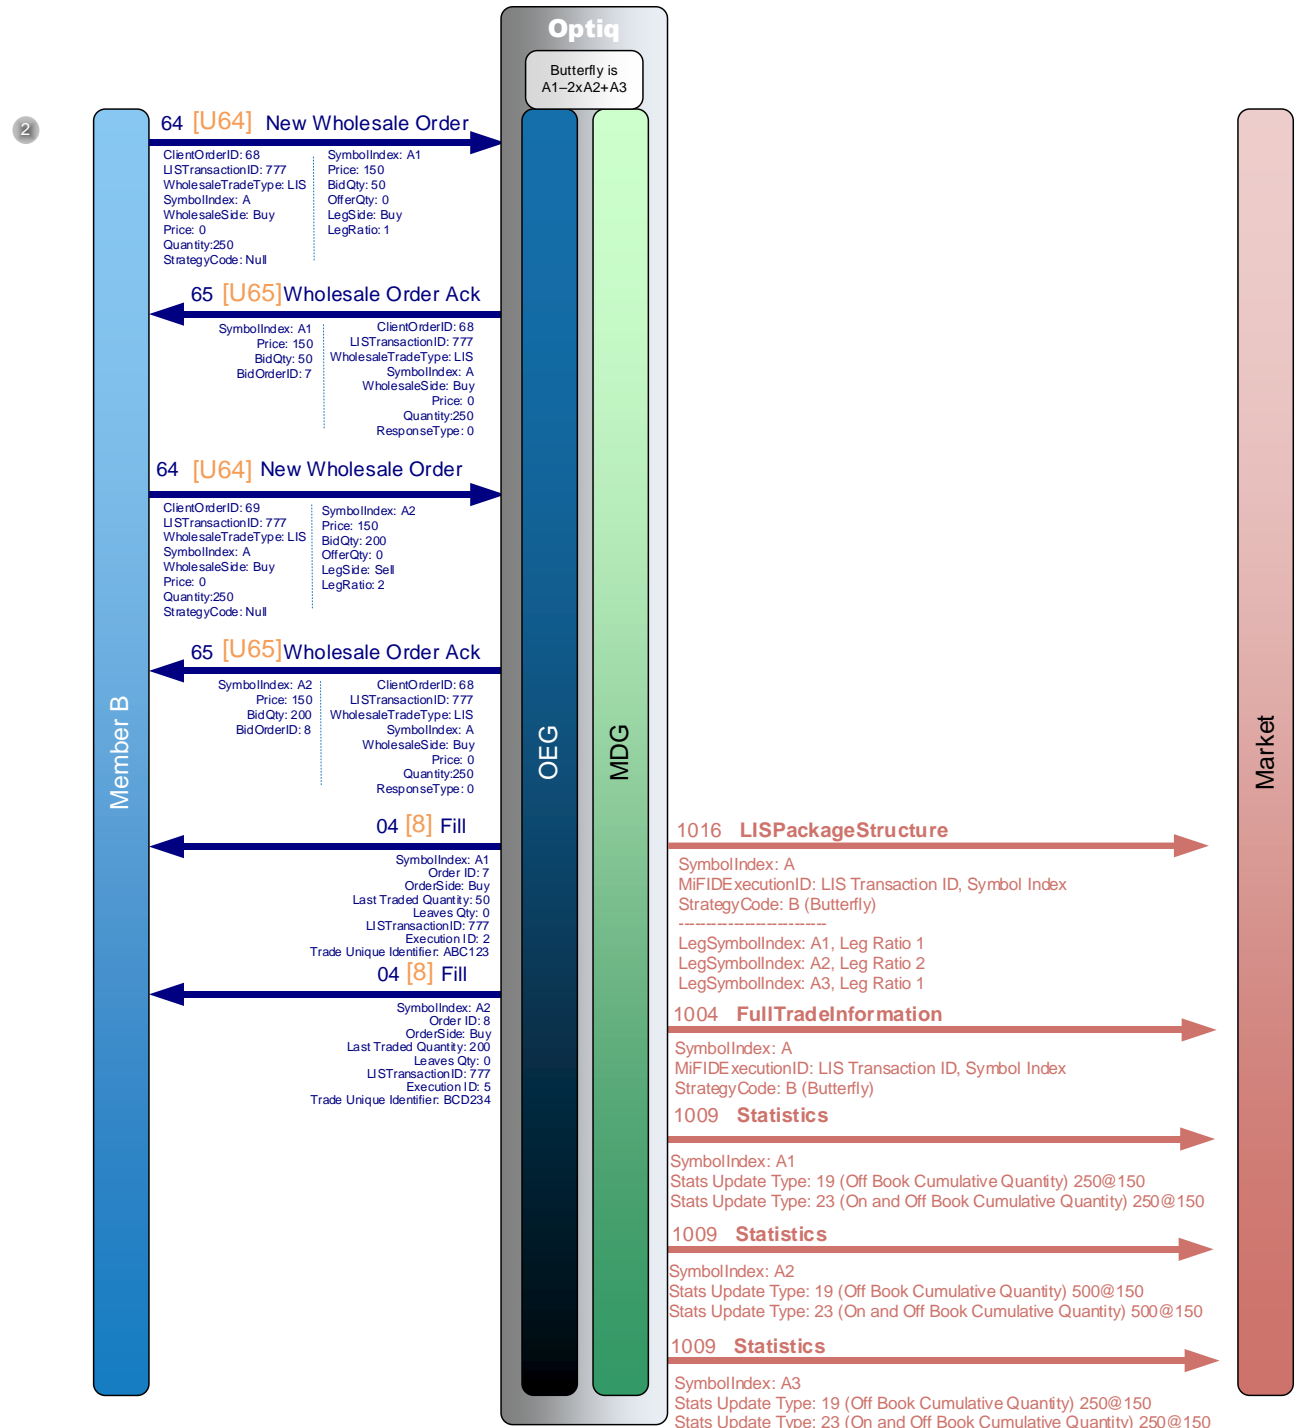 Optiq
Butterfly is
A1–2xA2+A3
2
64 [U64] New Wholesale Order
ClientOrderID: 68
LISTransactionID: 777
WholesaleTradeType: LIS
SymbolIndex: A
WholesaleSide: Buy
Price: 0
Quantity:250
StrategyCode: Null
SymbolIndex: A1
Price: 150
BidQty: 50
OfferQty: 0
LegSide: Buy
LegRatio: 1
65 [U65] Wholesale Order Ack
SymbolIndex: A1
Price: 150
BidQty: 50
BidOrderID: 7
ClientOrderID: 68
LISTransactionID: 777
WholesaleTradeType: LIS
SymbolIndex: A
WholesaleSide: Buy
Price: 0
Quantity:250
ResponseType: 0
64 [U64] New Wholesale Order
ClientOrderID: 69
LISTransactionID: 777
WholesaleTradeType: LIS
SymbolIndex: A
WholesaleSide: Buy
Price: 0
Quantity:250
StrategyCode: Null
SymbolIndex: A2
Price: 150
BidQty: 200
OfferQty: 0
LegSide: Sell
LegRatio: 2
65 [U65] Wholesale Order Ack
SymbolIndex: A2
Price: 150
BidQty: 200
BidOrderID: 8
ClientOrderID: 68
LISTransactionID: 777
WholesaleTradeType: LIS
SymbolIndex: A
WholesaleSide: Buy
Price: 0
Quantity:250
ResponseType: 0
Member B
OEG
MDG
Market
04 [8] Fill
SymbolIndex: A1
Order ID: 7
OrderSide: Buy
Last Traded Quantity: 50
Leaves Qty: 0
LISTransactionID: 777
Execution ID: 2
Trade Unique Identifier: ABC123
04 [8] Fill
SymbolIndex: A2
Order ID: 8
OrderSide: Buy
Last Traded Quantity: 200
Leaves Qty: 0
LISTransactionID: 777
Execution ID: 5
Trade Unique Identifier: BCD234
1016 LISPackageStructure
SymbolIndex: A
MiFIDExecutionID: LIS Transaction ID, Symbol Index
StrategyCode: B (Butterfly)
---------------------------
LegSymbolIndex: A1, Leg Ratio 1
LegSymbolIndex: A2, Leg Ratio 2
LegSymbolIndex: A3, Leg Ratio 1
1004 FullTradeInformation
SymbolIndex: A
MiFIDExecutionID: LIS Transaction ID, Symbol Index
StrategyCode: B (Butterfly)
1009 Statistics
SymbolIndex: A1
Stats Update Type: 19 (Off Book Cumulative Quantity) 250@150
Stats Update Type: 23 (On and Off Book Cumulative Quantity) 250@150
1009 Statistics
SymbolIndex: A2
Stats Update Type: 19 (Off Book Cumulative Quantity) 500@150
Stats Update Type: 23 (On and Off Book Cumulative Quantity) 500@150
1009 Statistics
SymbolIndex: A3
Stats Update Type: 19 (Off Book Cumulative Quantity) 250@150
Stats Update Type: 23 (On and Off Book Cumulative Quantity) 250@150